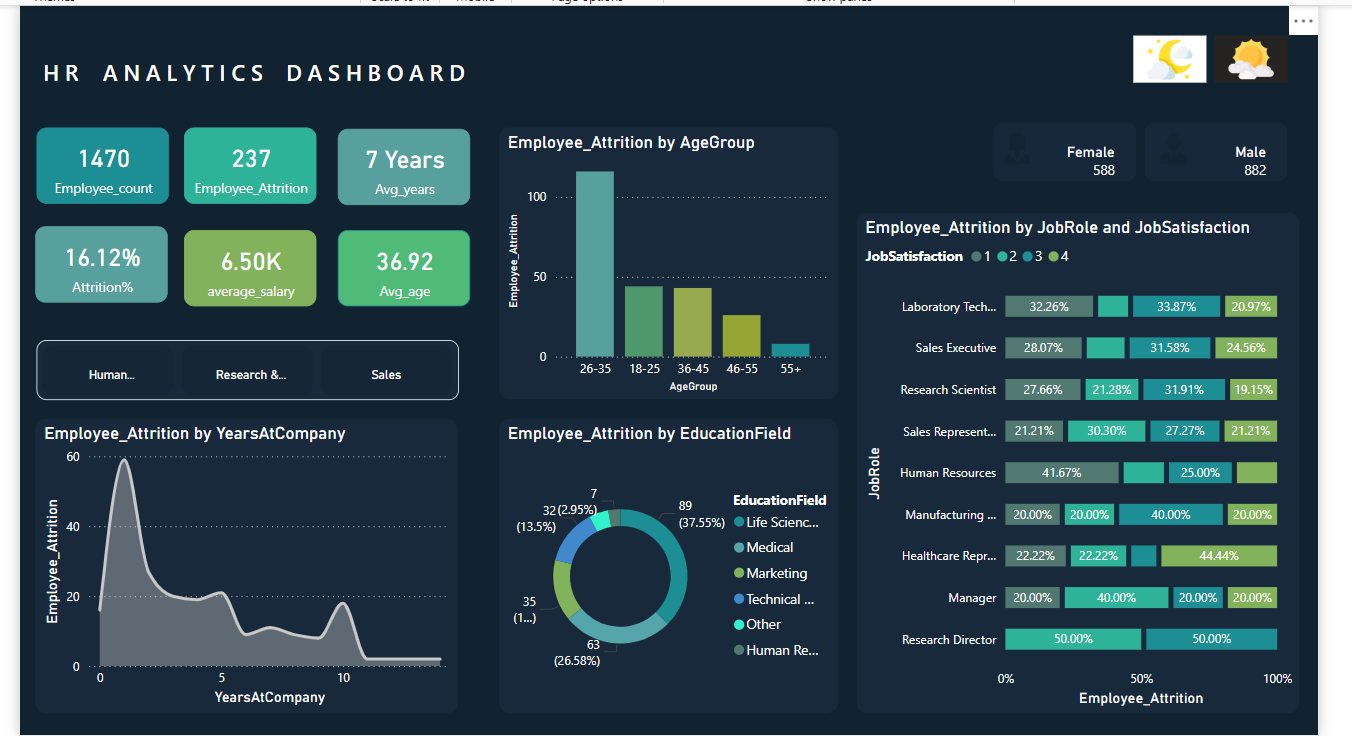 HR ANALYTICS DASHBOARD
1470
Employee_count
237
Employee_Attrition
7 Years
Avg_years
16.12%
Attrition%
6.50K
average_salary
36.92
Avg_age
Human...
Research &...
Sales
Employee_Attrition by AgeGroup
Employee_Attrition
100
50
0
26-35 18-25 36-45 46-55 55+
AgeGroup
Female
588
Male
882
Employee_Attrition by JobRole and JobSatisfaction
JobSatisfaction 1 2 3 4
JobRole
Laboratory Tech... 32.26% 33.87% 20.97%
Sales Executive 28.07% 31.58% 24.56%
Research Scientist 27.66% 21.28% 31.91% 19.15%
Sales Represent... 21.21% 30.30% 27.27% 21.21%
Human Resources 41.67% 25.00%
Manufacturing ... 20.00% 20.00% 40.00% 20.00%
Healthcare Repr... 22.22% 22.22% 44.44%
Manager 20.00% 40.00% 20.00% 20.00%
Research Director 50.00% 50.00%
0% 50% 100%
Employee_Attrition
Employee_Attrition by YearsAtCompany
Employee_Attrition
60
40
20
0
0 5 10
YearsAtCompany
Employee_Attrition by EducationField
89
(37.55%)
63
(26.58%)
35
(1...)
32
(13.5%)
7
(2.95%)
EducationField
Life Scienc...
Medical
Marketing
Technical ...
Other
Human Re...